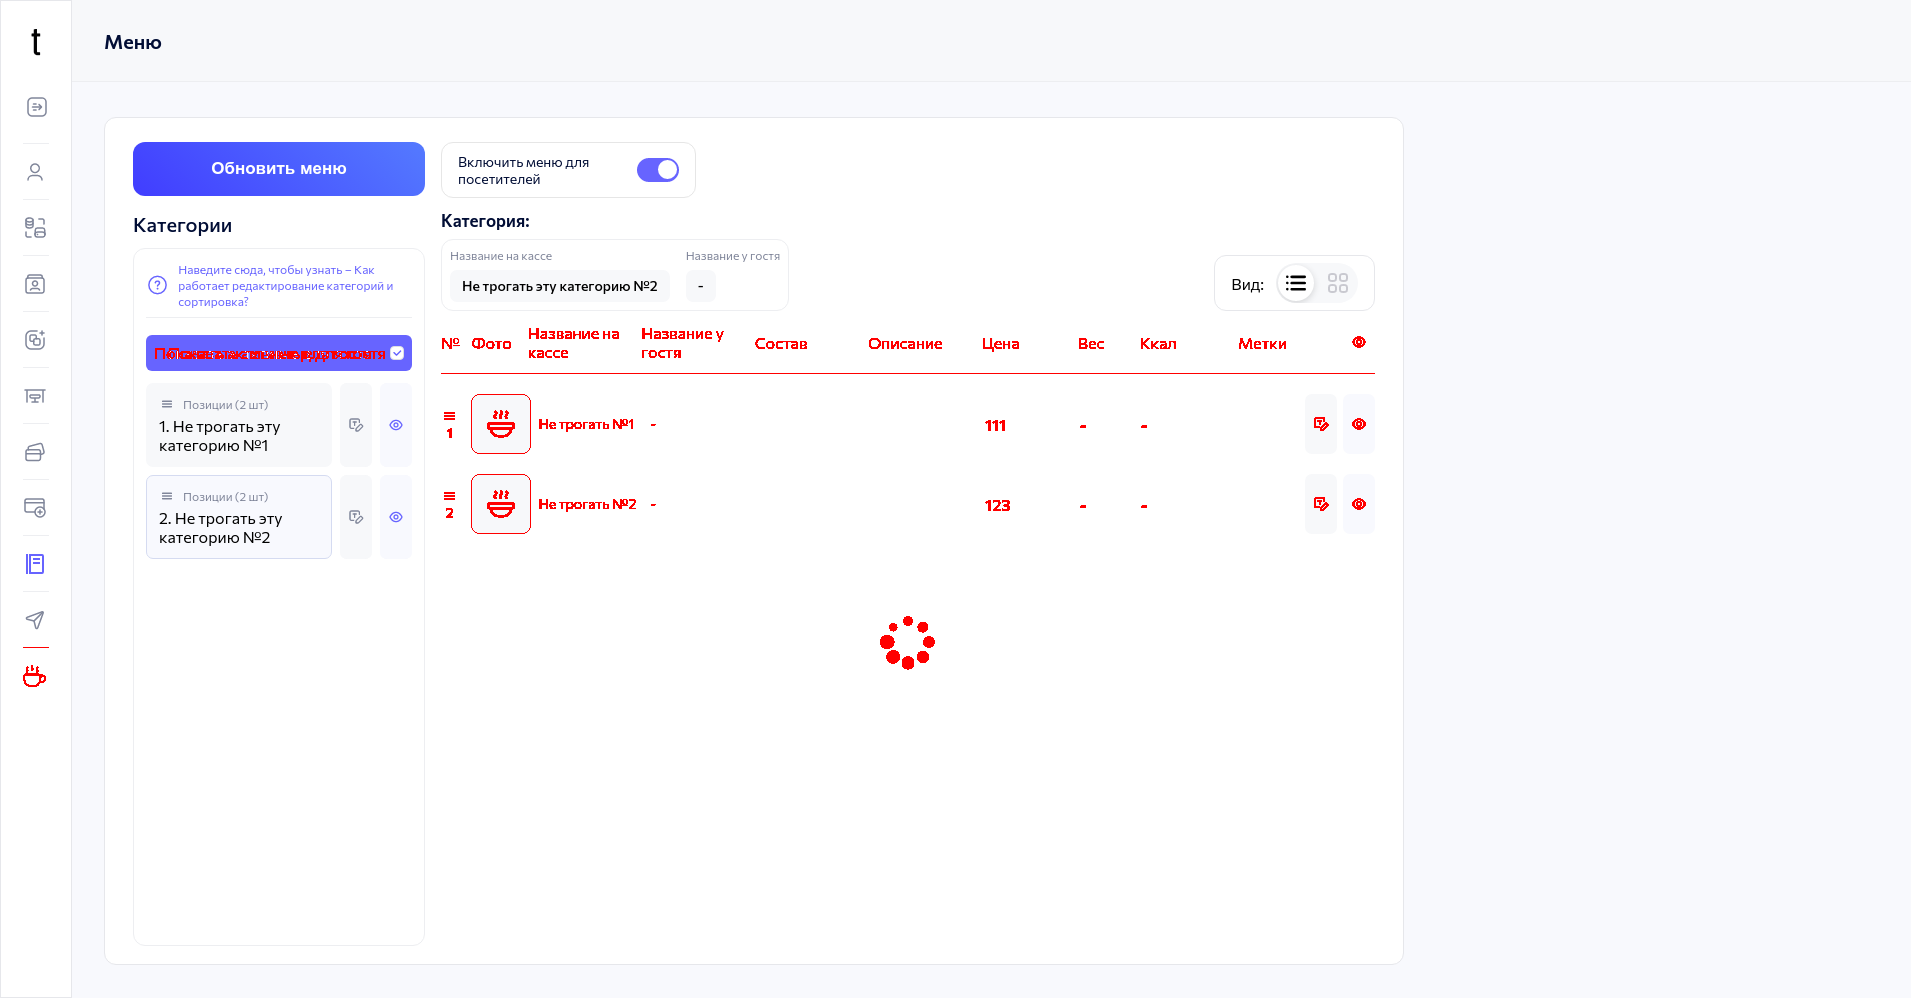 t
Меню
Обновить меню
Включить меню для
посетителей
Категории
Категория:
Наведите сюда, чтобы узнать – Как
работает редактирование категорий и
сортировка?
Название на кассе
Название у гостя
Не трогать эту категорию №2
-
Вид:
№ Фото Название на кассе Название у гостя Состав Описание Цена Вес Ккал Метки
Позиции (2 шт)
1. Не трогать эту
категорию №1
Позиции (2 шт)
2. Не трогать эту
категорию №2
1 Не трогать №1 - 111 - -
2 Не трогать №2 - 123 - -